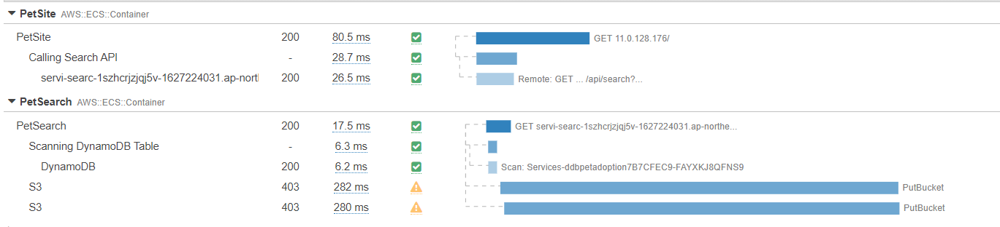 PetSite AWS::ECS::Container
PetSite 200 80.5 ms GET 11.0.128.176/
Calling Search API - 28.7 ms
servi-searc-1szhcrjzjqj5v-1627224031.ap-nort 200 26.5 ms Remote: GET ... /api/search?...
PetSearch AWS::ECS::Container
PetSearch 200 17.5 ms GET servi-searc-1szhcrjzjqj5v-1627224031.ap-northe...
Scanning DynamoDB Table - 6.3 ms
DynamoDB 200 6.2 ms Scan: Services-ddbpetadoption7B7CFEC9-FAYXKJ8QFNS9
S3 403 282 ms PutBucket
S3 403 280 ms PutBucket